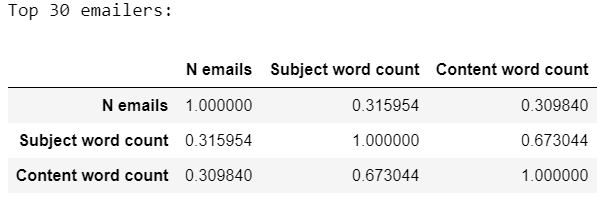 Top 30 emailers:
N emails Subject word count Content word count
N emails 1.000000 0.315954 0.309840
Subject word count 0.315954 1.000000 0.673044
Content word count 0.309840 0.673044 1.000000